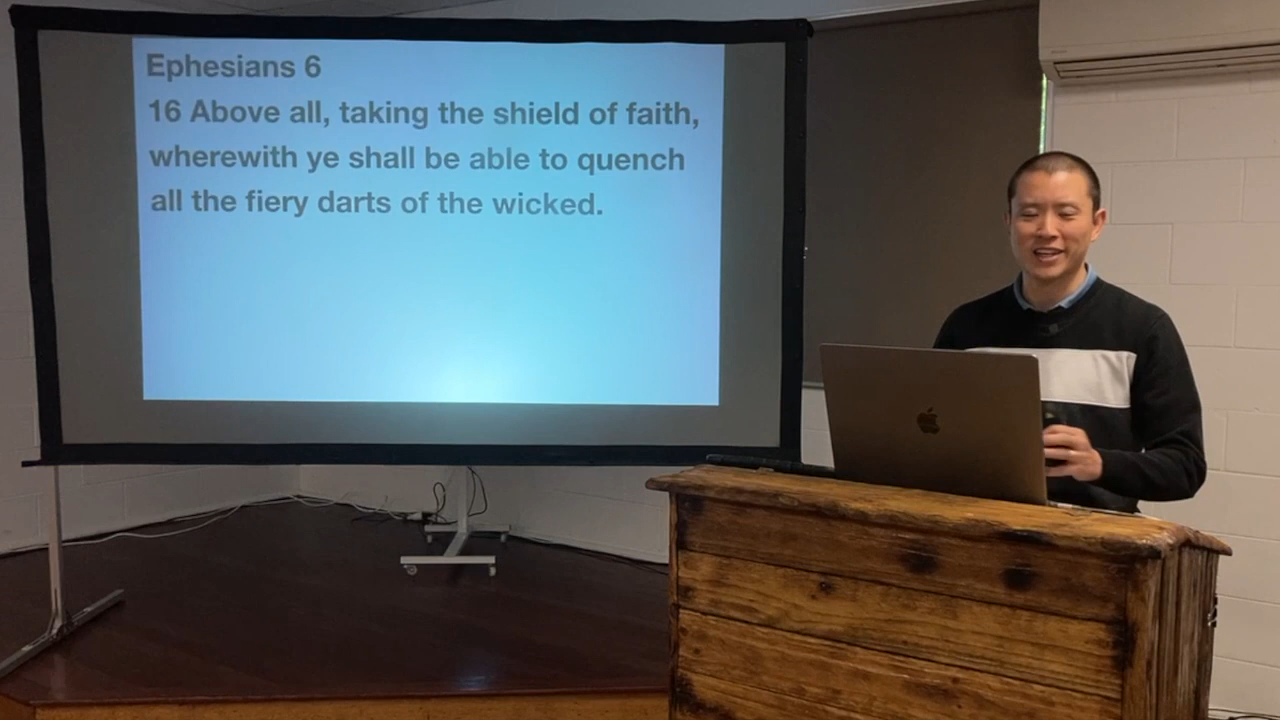 Ephesians 6
16 Above all, taking the shield of faith,
wherewith ye shall be able to quench
all the fiery darts of the wicked.